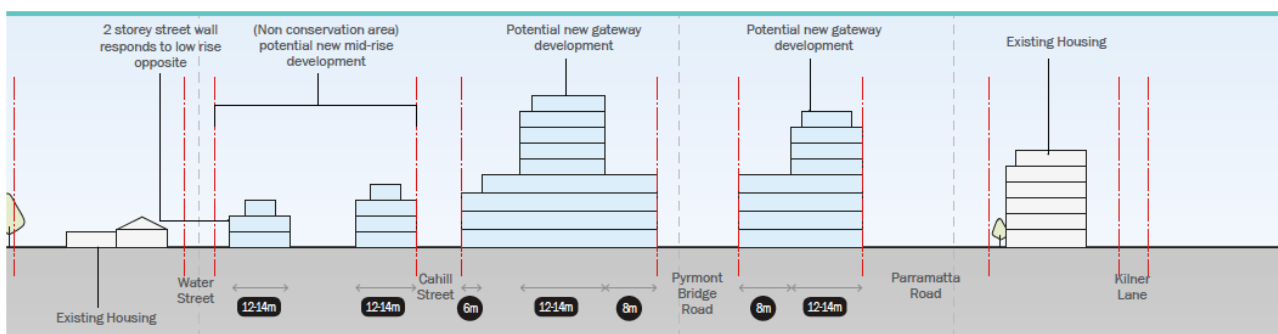 2 storey street wall
responds to low rise
opposite
(Non conservation area)
potential new mid-rise
development
Potential new gateway
development
Potential new gateway
development
Existing Housing
Water
Street
Cahill
Street
Pyrmont
Bridge
Road
Parramatta
Road
Kilner
Lane
12-14m
12-14m
6m
12-14m
8m
8m
12-14m
Existing Housing